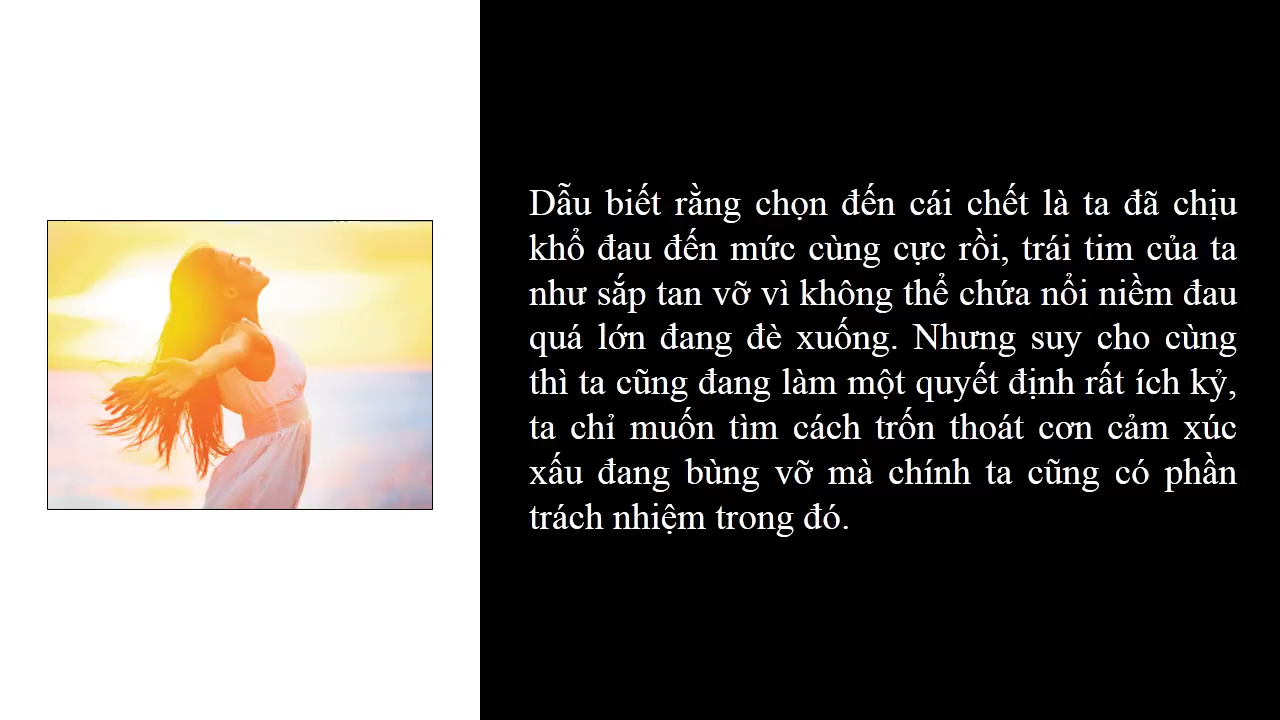 Dẫu biết rằng chọn đến cái chết là ta đã chịu
khổ đau đến mức cùng cực rồi, trái tim của ta
như sắp tan vỡ vì không thể chứa nổi niềm đau
quá lớn đang đè xuống. Nhưng suy cho cùng
thì ta cũng đang làm một quyết định rất ích kỷ,
ta chỉ muốn tìm cách trốn thoát cơn cảm xúc
xấu đang bùng vỡ mà chính ta cũng có phần
trách nhiệm trong đó.